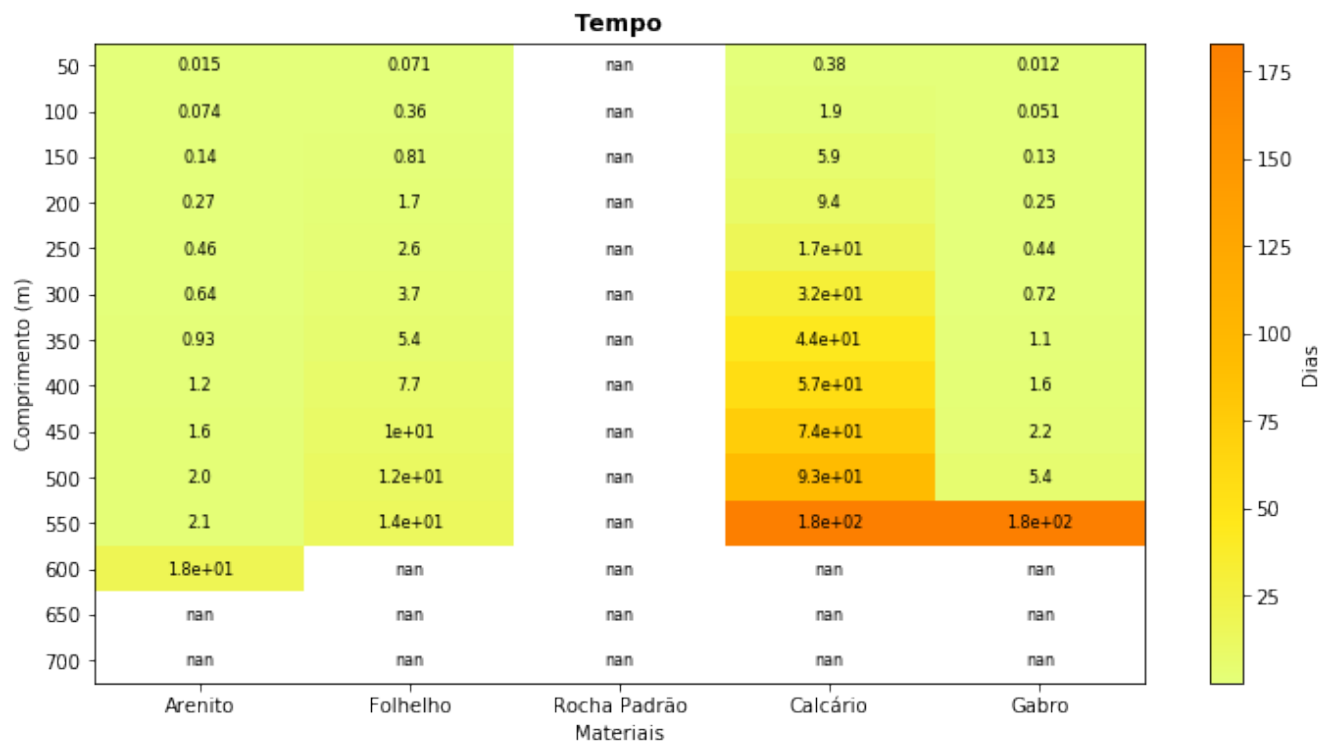 Tempo
50 0.015 0.071 nan 0.38 0.012
100 0.074 0.36 nan 1.9 0.051
150 0.14 0.81 nan 5.9 0.13
200 0.27 1.7 nan 9.4 0.25
250 0.46 2.6 nan 1.7e+01 0.44
300 0.64 3.7 nan 3.2e+01 0.72
350 0.93 5.4 nan 4.4e+01 1.1
400 1.2 7.7 nan 5.7e+01 1.6
450 1.6 1e+01 nan 7.4e+01 2.2
500 2.0 1.2e+01 nan 9.3e+01 5.4
550 2.1 1.4e+01 nan 1.8e+02 1.8e+02
600 1.8e+01 nan nan nan nan
650 nan nan nan nan nan
700 nan nan nan nan nan
Comprimento (m)
Arenito Folhelho Rocha Padrão Calcário Gabro
Materiais
175
150
125
100
75
50
25
Dias